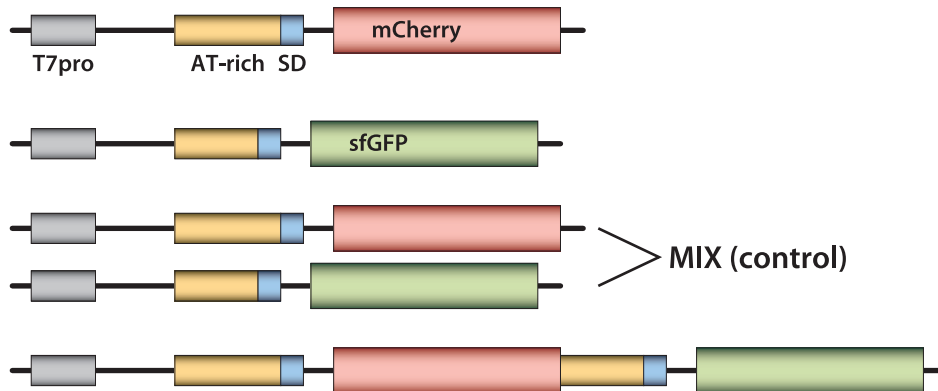 mCherry
T7pro AT-rich SD
sfGFP
MIX (control)